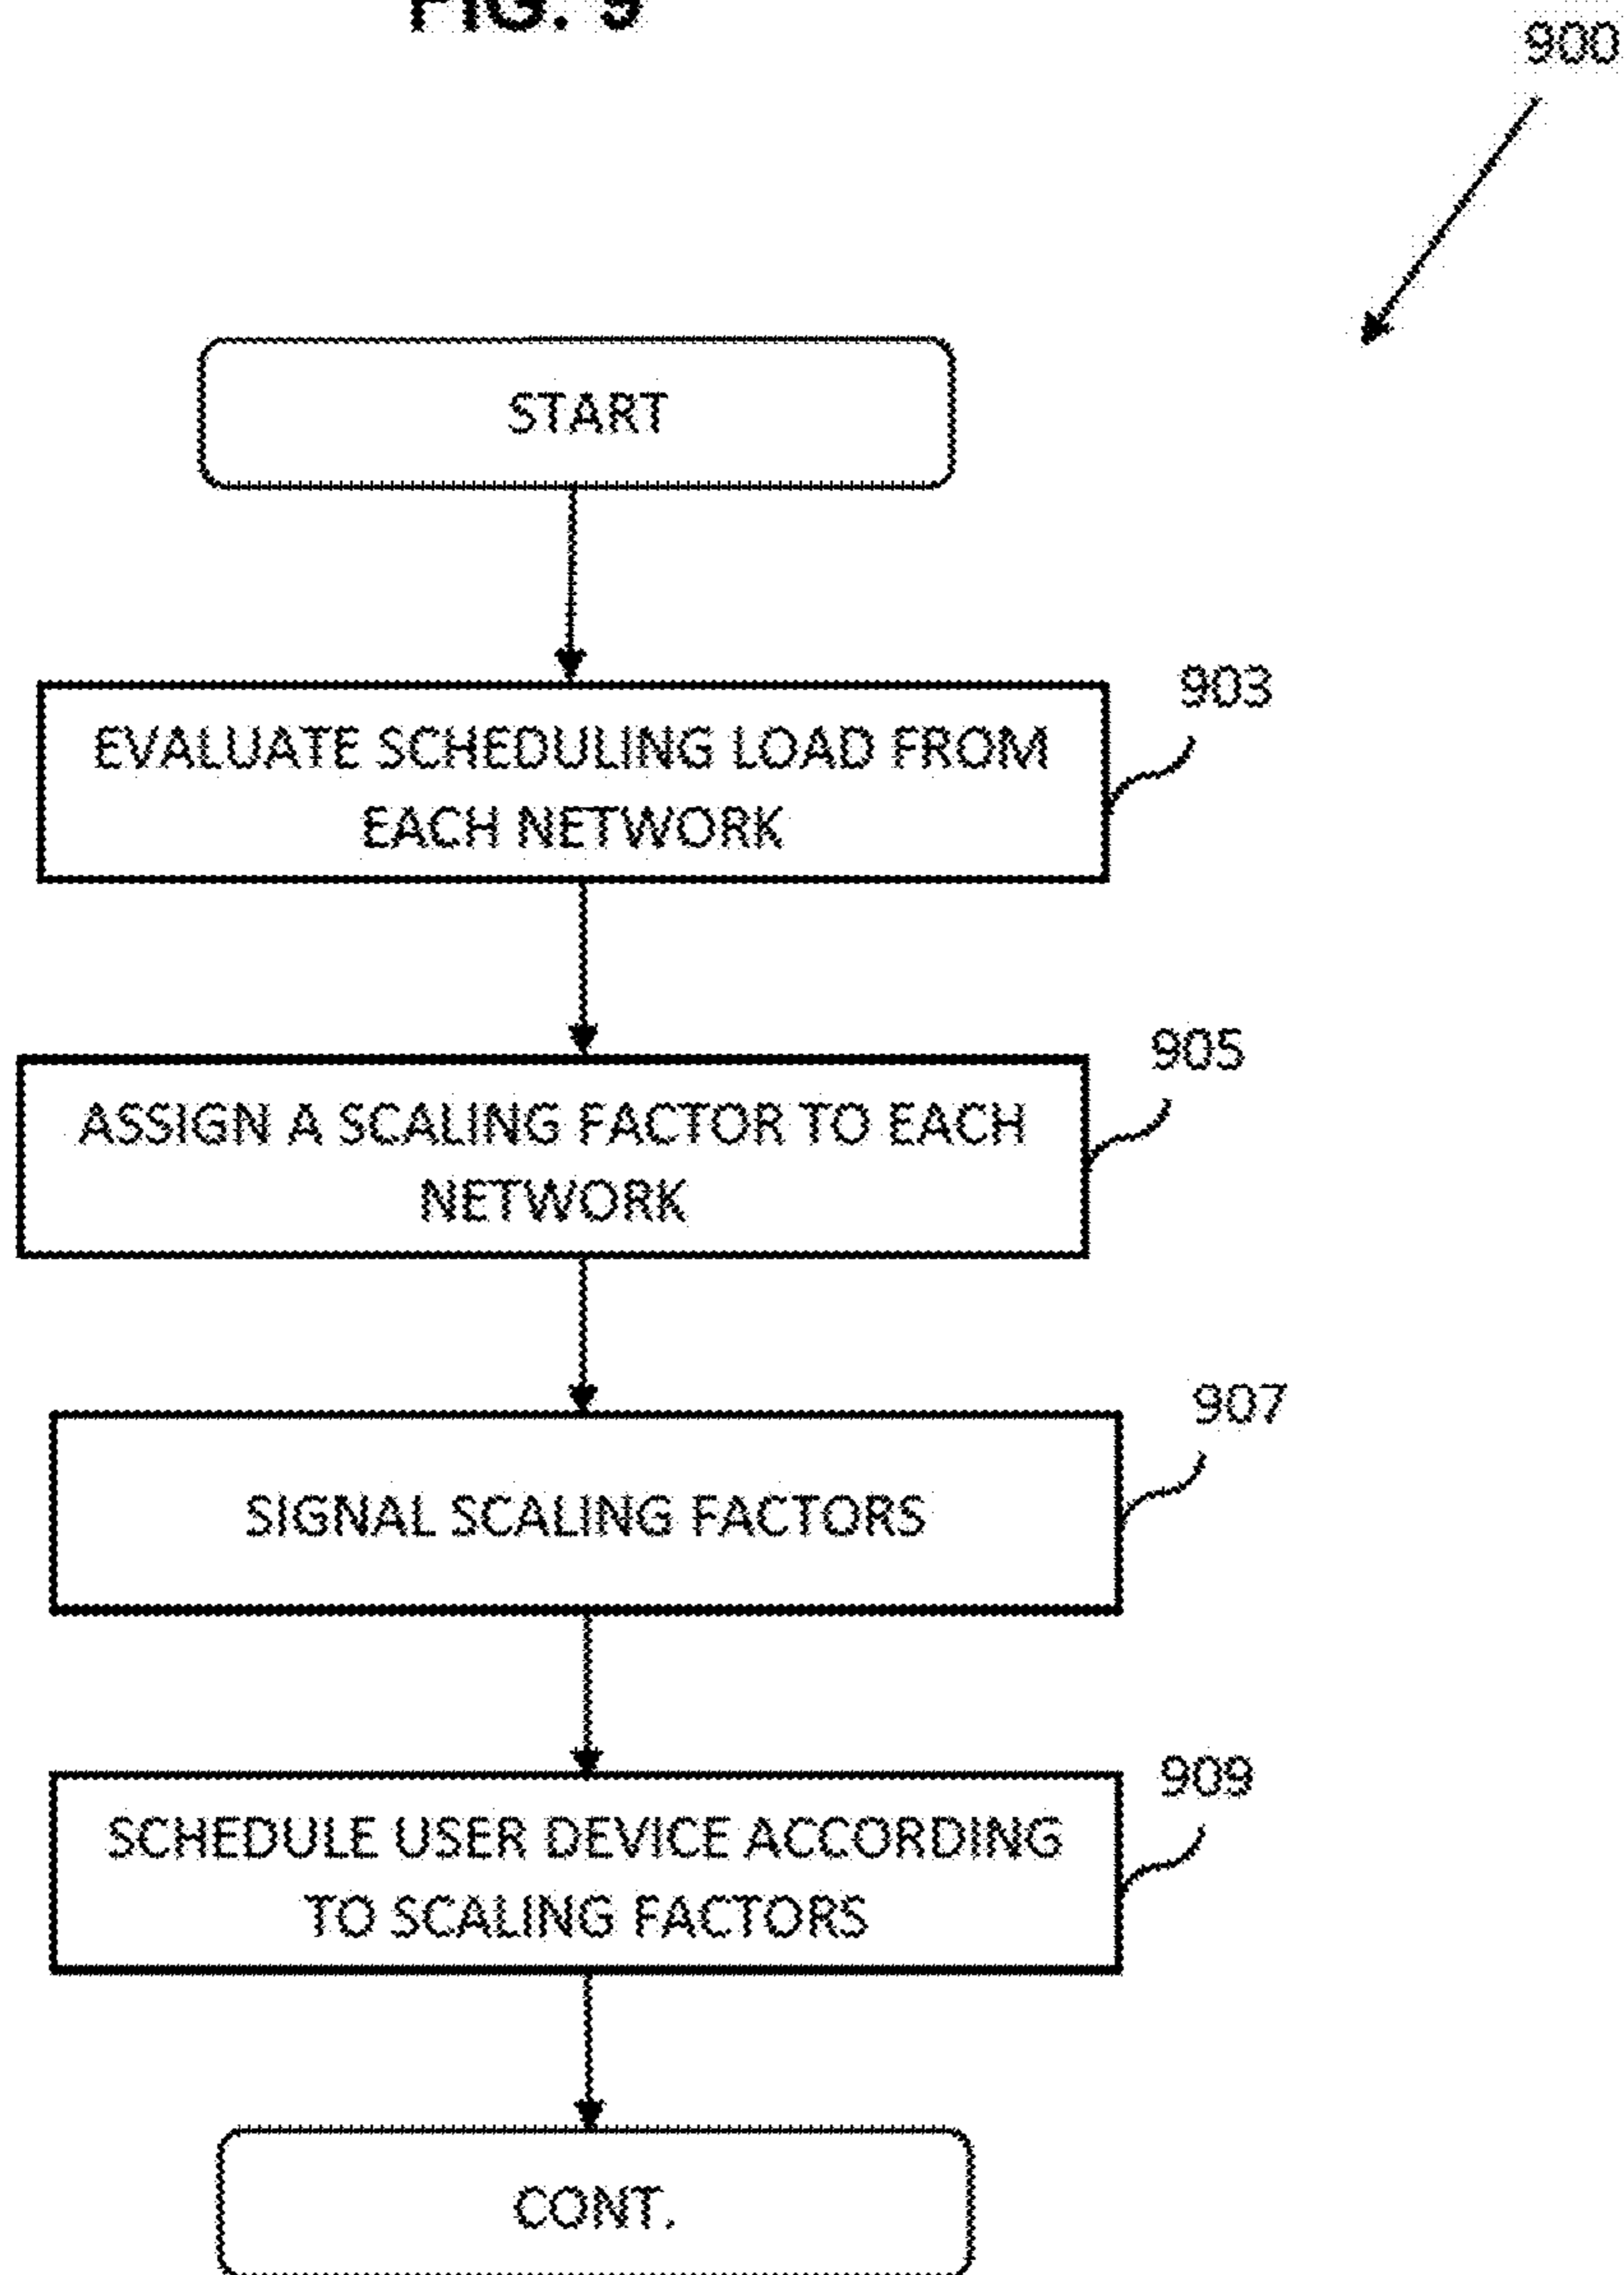 FIG. 9
900
START
903
EVALUATE SCHEDULING LOAD FROM
EACH NETWORK
905
ASSIGN A SCALING FACTOR TO EACH
NETWORK
907
SIGNAL SCALING FACTORS
909
SCHEDULE USER DEVICE ACCORDING
TO SCALING FACTORS
CONT.